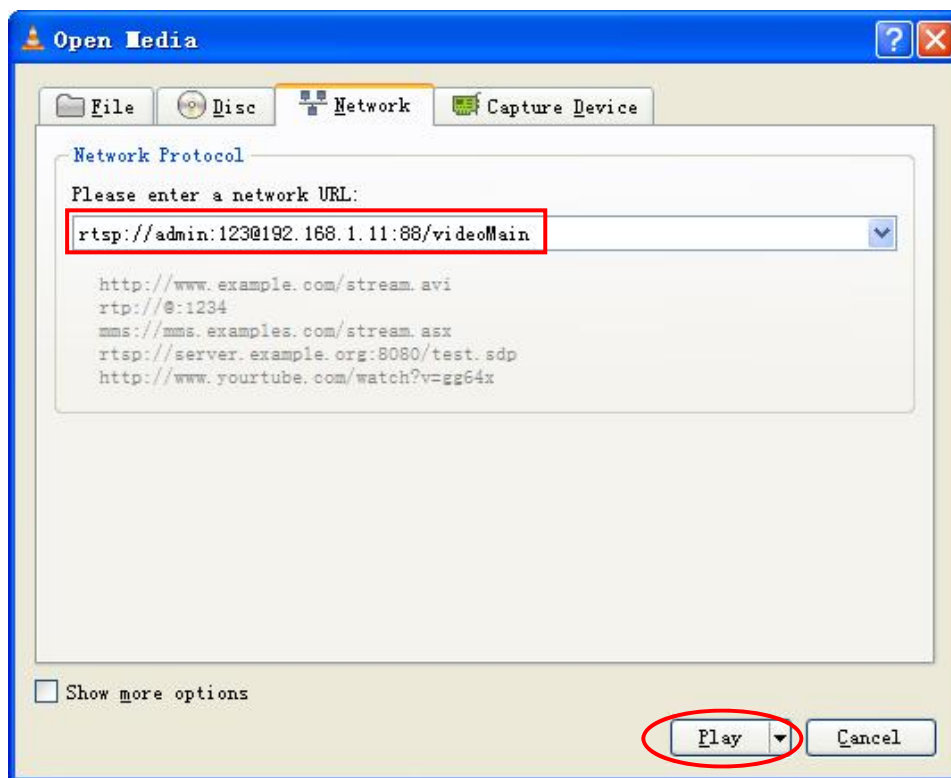 Open Media
File
Disc
Network
Capture Device
Network Protocol
Please enter a network URL:
rtsp://admin:123@192.168.1.11:88/videoMain
http://www.example.com/stream.avi
rtp://@:1234
mms://mms.examples.com/stream.asx
rtsp://server.example.org:8080/test.sdp
http://www.yourtube.com/watch?v=gg64x
Show more options
Play
Cancel